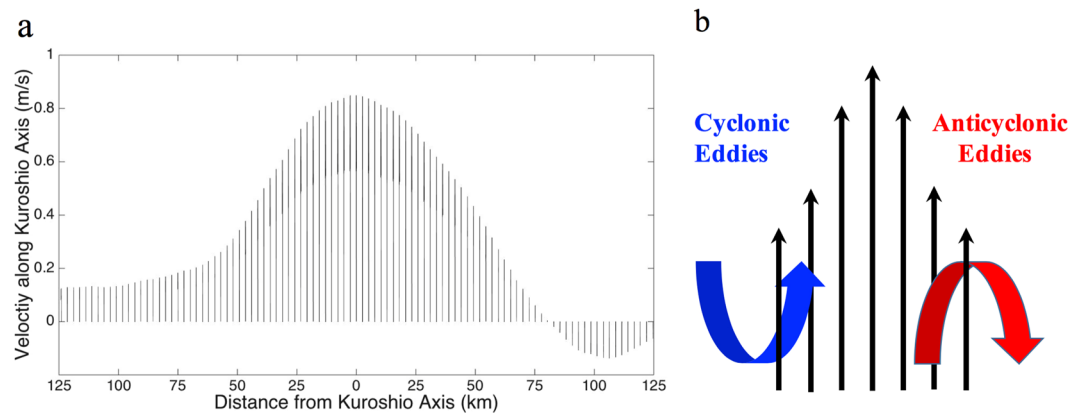 a
b
1
0.8
0.6
0.4
0.2
0
Veloctiy along Kuroshio Axis (m/s)
125 100 75 50 25 0 25 50 75 100 125
Distance from Kuroshio Axis (km)
Cyclonic
Eddies
Anticyclonic
Eddies